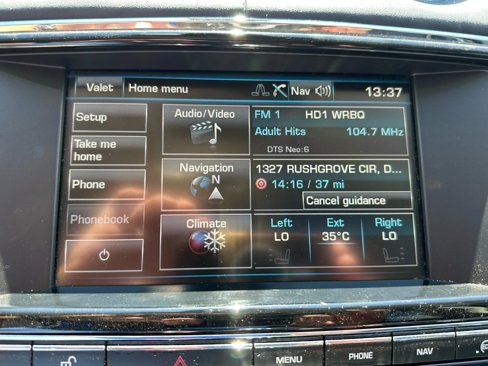 Valet
Home menu
Nav
13:37
Setup
Audio/Video
FM 1 HD1 WRBQ
Adult Hits 104.7 MHz
DTS Neo:6
Take me
home
Navigation
N
1327 RUSHGROVE CIR, D...
14:16 / 37 mi
Cancel guidance
Phone
Phonebook
Climate
Left Ext Right
LO 35°C LO
MENU
PHONE
NAV